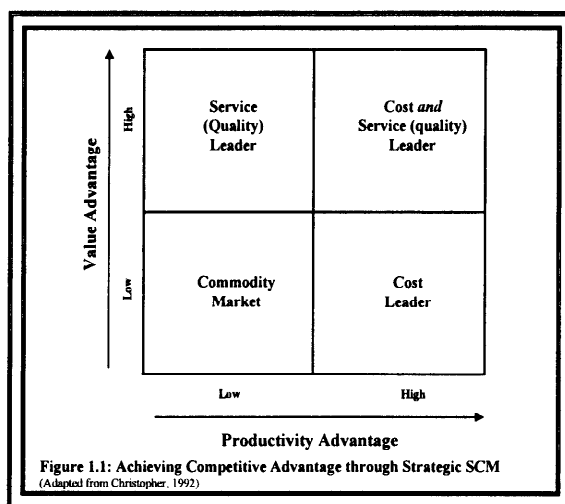 Value Advantage
High
Low
Service
(Quality)
Leader
Cost and
Service (quality)
Leader
Commodity
Market
Cost
Leader
Low
High
Productivity Advantage
Figure 1.1: Achieving Competitive Advantage through Strategic SCM
(Adapted from Christopher, 1992)